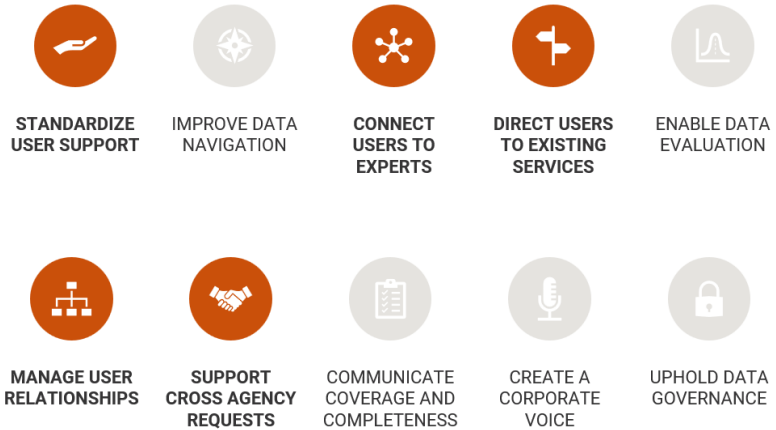 STANDARDIZE
USER SUPPORT
IMPROVE DATA
NAVIGATION
CONNECT
USERS TO
EXPERTS
DIRECT USERS
TO EXISTING
SERVICES
ENABLE DATA
EVALUATION
MANAGE USER
RELATIONSHIPS
SUPPORT
CROSS AGENCY
REQUESTS
COMMUNICATE
COVERAGE AND
COMPLETENESS
CREATE A
CORPORATE
VOICE
UPHOLD DATA
GOVERNANCE